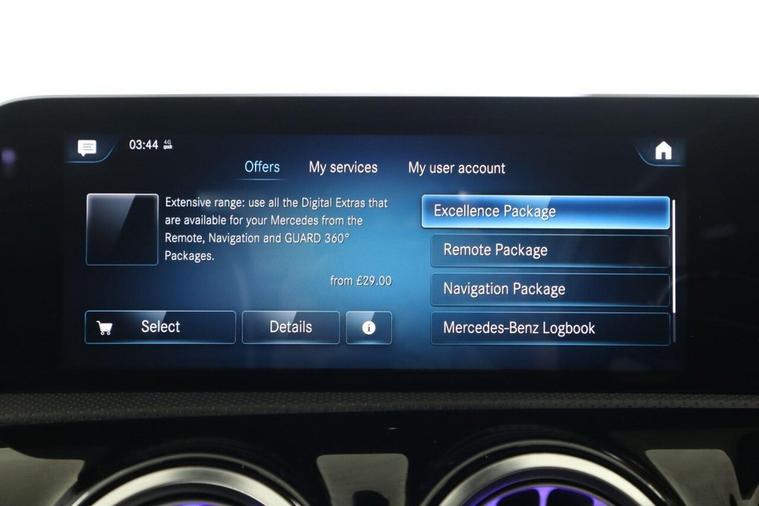 03:44 4G
Offers My services My user account
Extensive range: use all the Digital Extras that
are available for your Mercedes from the
Remote, Navigation and GUARD 360°
Packages.
from £29.00
Select Details i
Excellence Package
Remote Package
Navigation Package
Mercedes-Benz Logbook